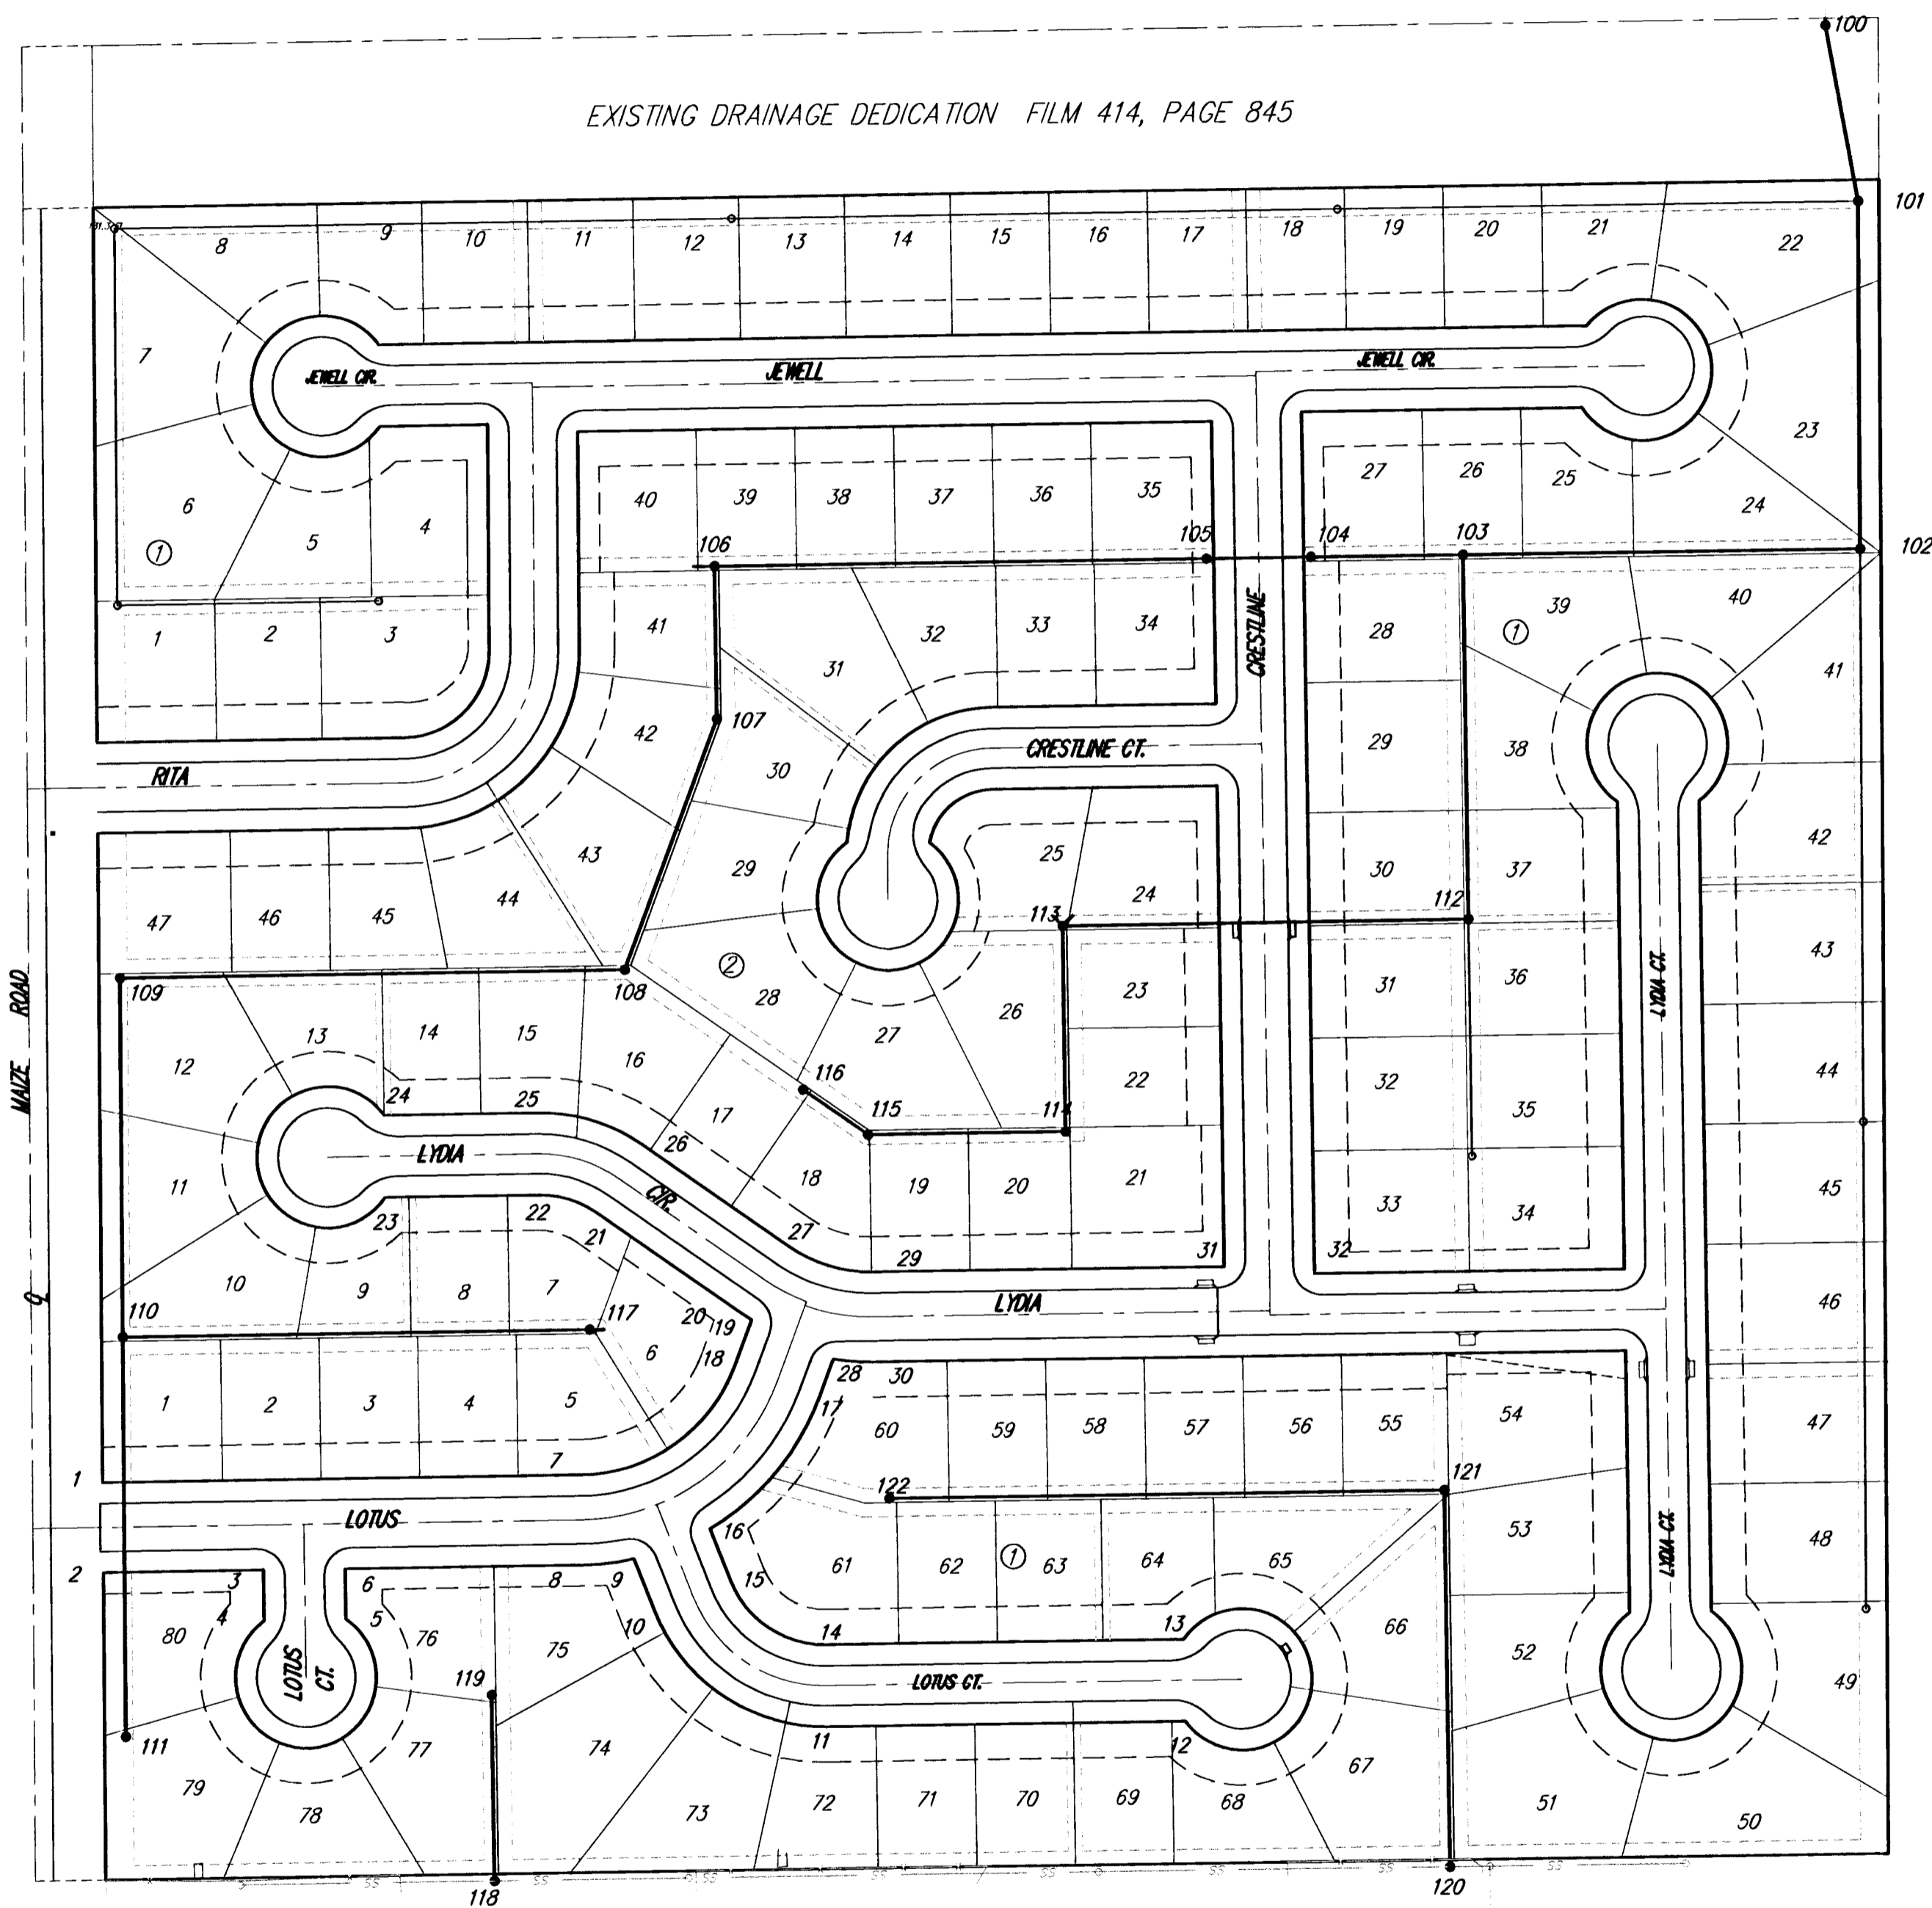 100
EXISTING DRAINAGE DEDICATION FILM 414, PAGE 845
101
8 9 10 11 12 13 14 15 16 17 18 19 20 21 22
7
JEWELL CIR. JEWELL JEWELL CIR.
23
6 5 4 40 39 38 37 36 35 27 26 25 24
1
106 105 104 103 102
1 2 3 41 31 32 33 34 CRESTLINE 28 39 1 40
41
42 107 30 CRESTLINE CT. 29 38
RITA
43 29 25 30 37 42
47 46 45 44 24
113 112
109 108 2 28 26 23 31 36 43
MAIZE ROAD
LYDIA CT.
12 13 14 15 16 27
24 25 116 17 22 32 35 44
115 114
LYDIA 26
11 CIR. 18 19 20 21 33 34 45
23 22 21 27 29 31 32
10 9 8 7
110 117 20 19 LYDIA 46
6 18
28 30
1 2 3 4 5 17 60 59 58 57 56 55 54 47
7
1 122 121
LOTUS 16 53 LYDIA CT. 48
2 3 6 8 9 15 61 62 1 63 64 65
4 5 10 14 13
80 LOTUS CT. 76 75 66 52
119 LOTUS CT. 49
111 77 74 11 12 67
79 78 73 72 71 70 69 68 51 50
SS SS SS SS SS SS SS
118 120